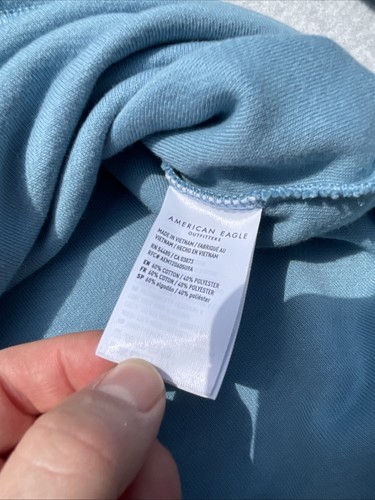 AMERICAN EAGLE
OUTFITTERS
MADE IN VIETNAM / FABRIQUÉ AU
VIETNAM / HECHO EN VIETNAM
RN 54485 / CA 03873
EN 60% COTTON / 40% POLYESTER
FR 60% COTON / 40% POLYESTER
SP 60% algodón / 40% poliéster